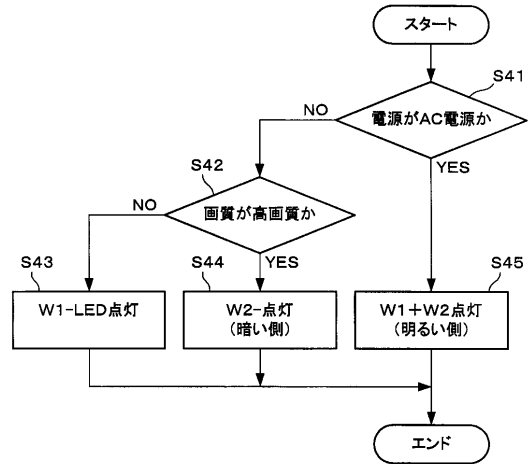 スタート
S41
電源がAC電源か
NO
YES
S42
画質が高画質か
NO
YES
S43
W1-LED点灯
S44
W2-点灯
(暗い側)
S45
W1+W2点灯
(明るい側)
エンド